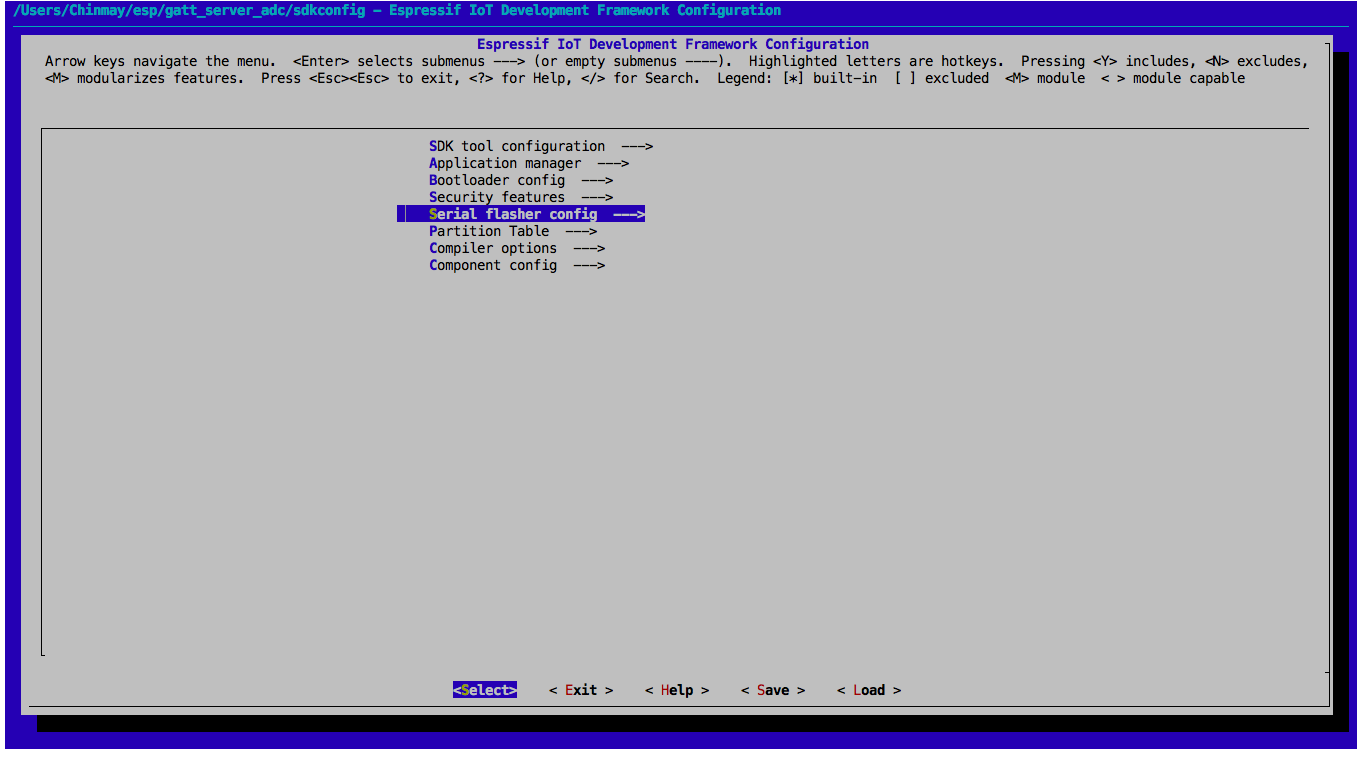 /Users/Chinmay/esp/gatt_server_adc/sdkconfig - Espressif IoT Development Framework Configuration
Espressif IoT Development Framework Configuration
Arrow keys navigate the menu.  <Enter> selects submenus ---> (or empty submenus ----).  Highlighted letters are hotkeys.  Pressing <Y> includes, <N> excludes,
<M> modularizes features.  Press <Esc><Esc> to exit, <?> for Help, </> for Search.  Legend: [*] built-in  [ ] excluded  <M> module  < > module capable
SDK tool configuration  --->
Application manager  --->
Bootloader config  --->
Security features  --->
Serial flasher config  --->
Partition Table  --->
Compiler options  --->
Component config  --->
<Select>    < Exit >    < Help >    < Save >    < Load >